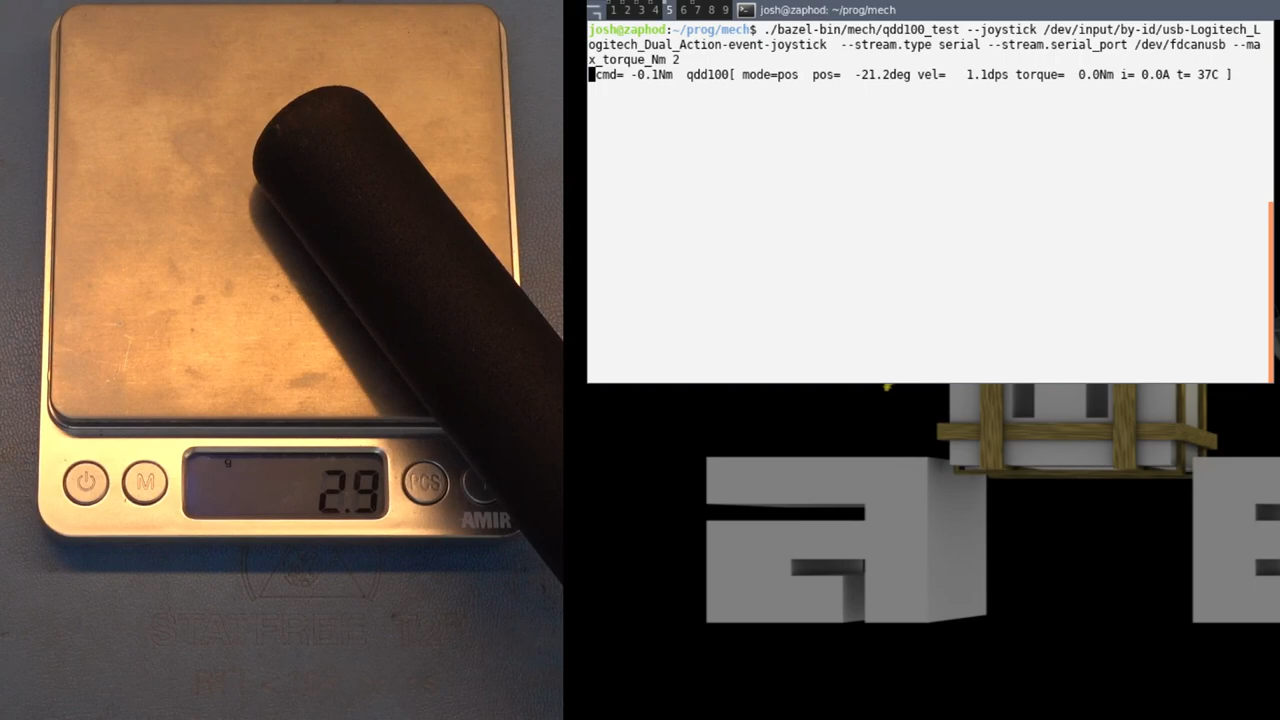 g
2.9
M
PCS
AMIR
1 2 3 4 5 6 7 8 9 josh@zaphod: ~/prog/mech
josh@zaphod:~/prog/mech$ ./bazel-bin/mech/qdd100_test --joystick /dev/input/by-id/usb-Logitech_L
ogitech_Dual_Action-event-joystick --stream.type serial --stream.serial_port /dev/fdcanusb --ma
x_torque_Nm 2
cmd= -0.1Nm qdd100[ mode=pos pos= -21.2deg vel= 1.1dps torque= 0.0Nm i= 0.0A t= 37C ]